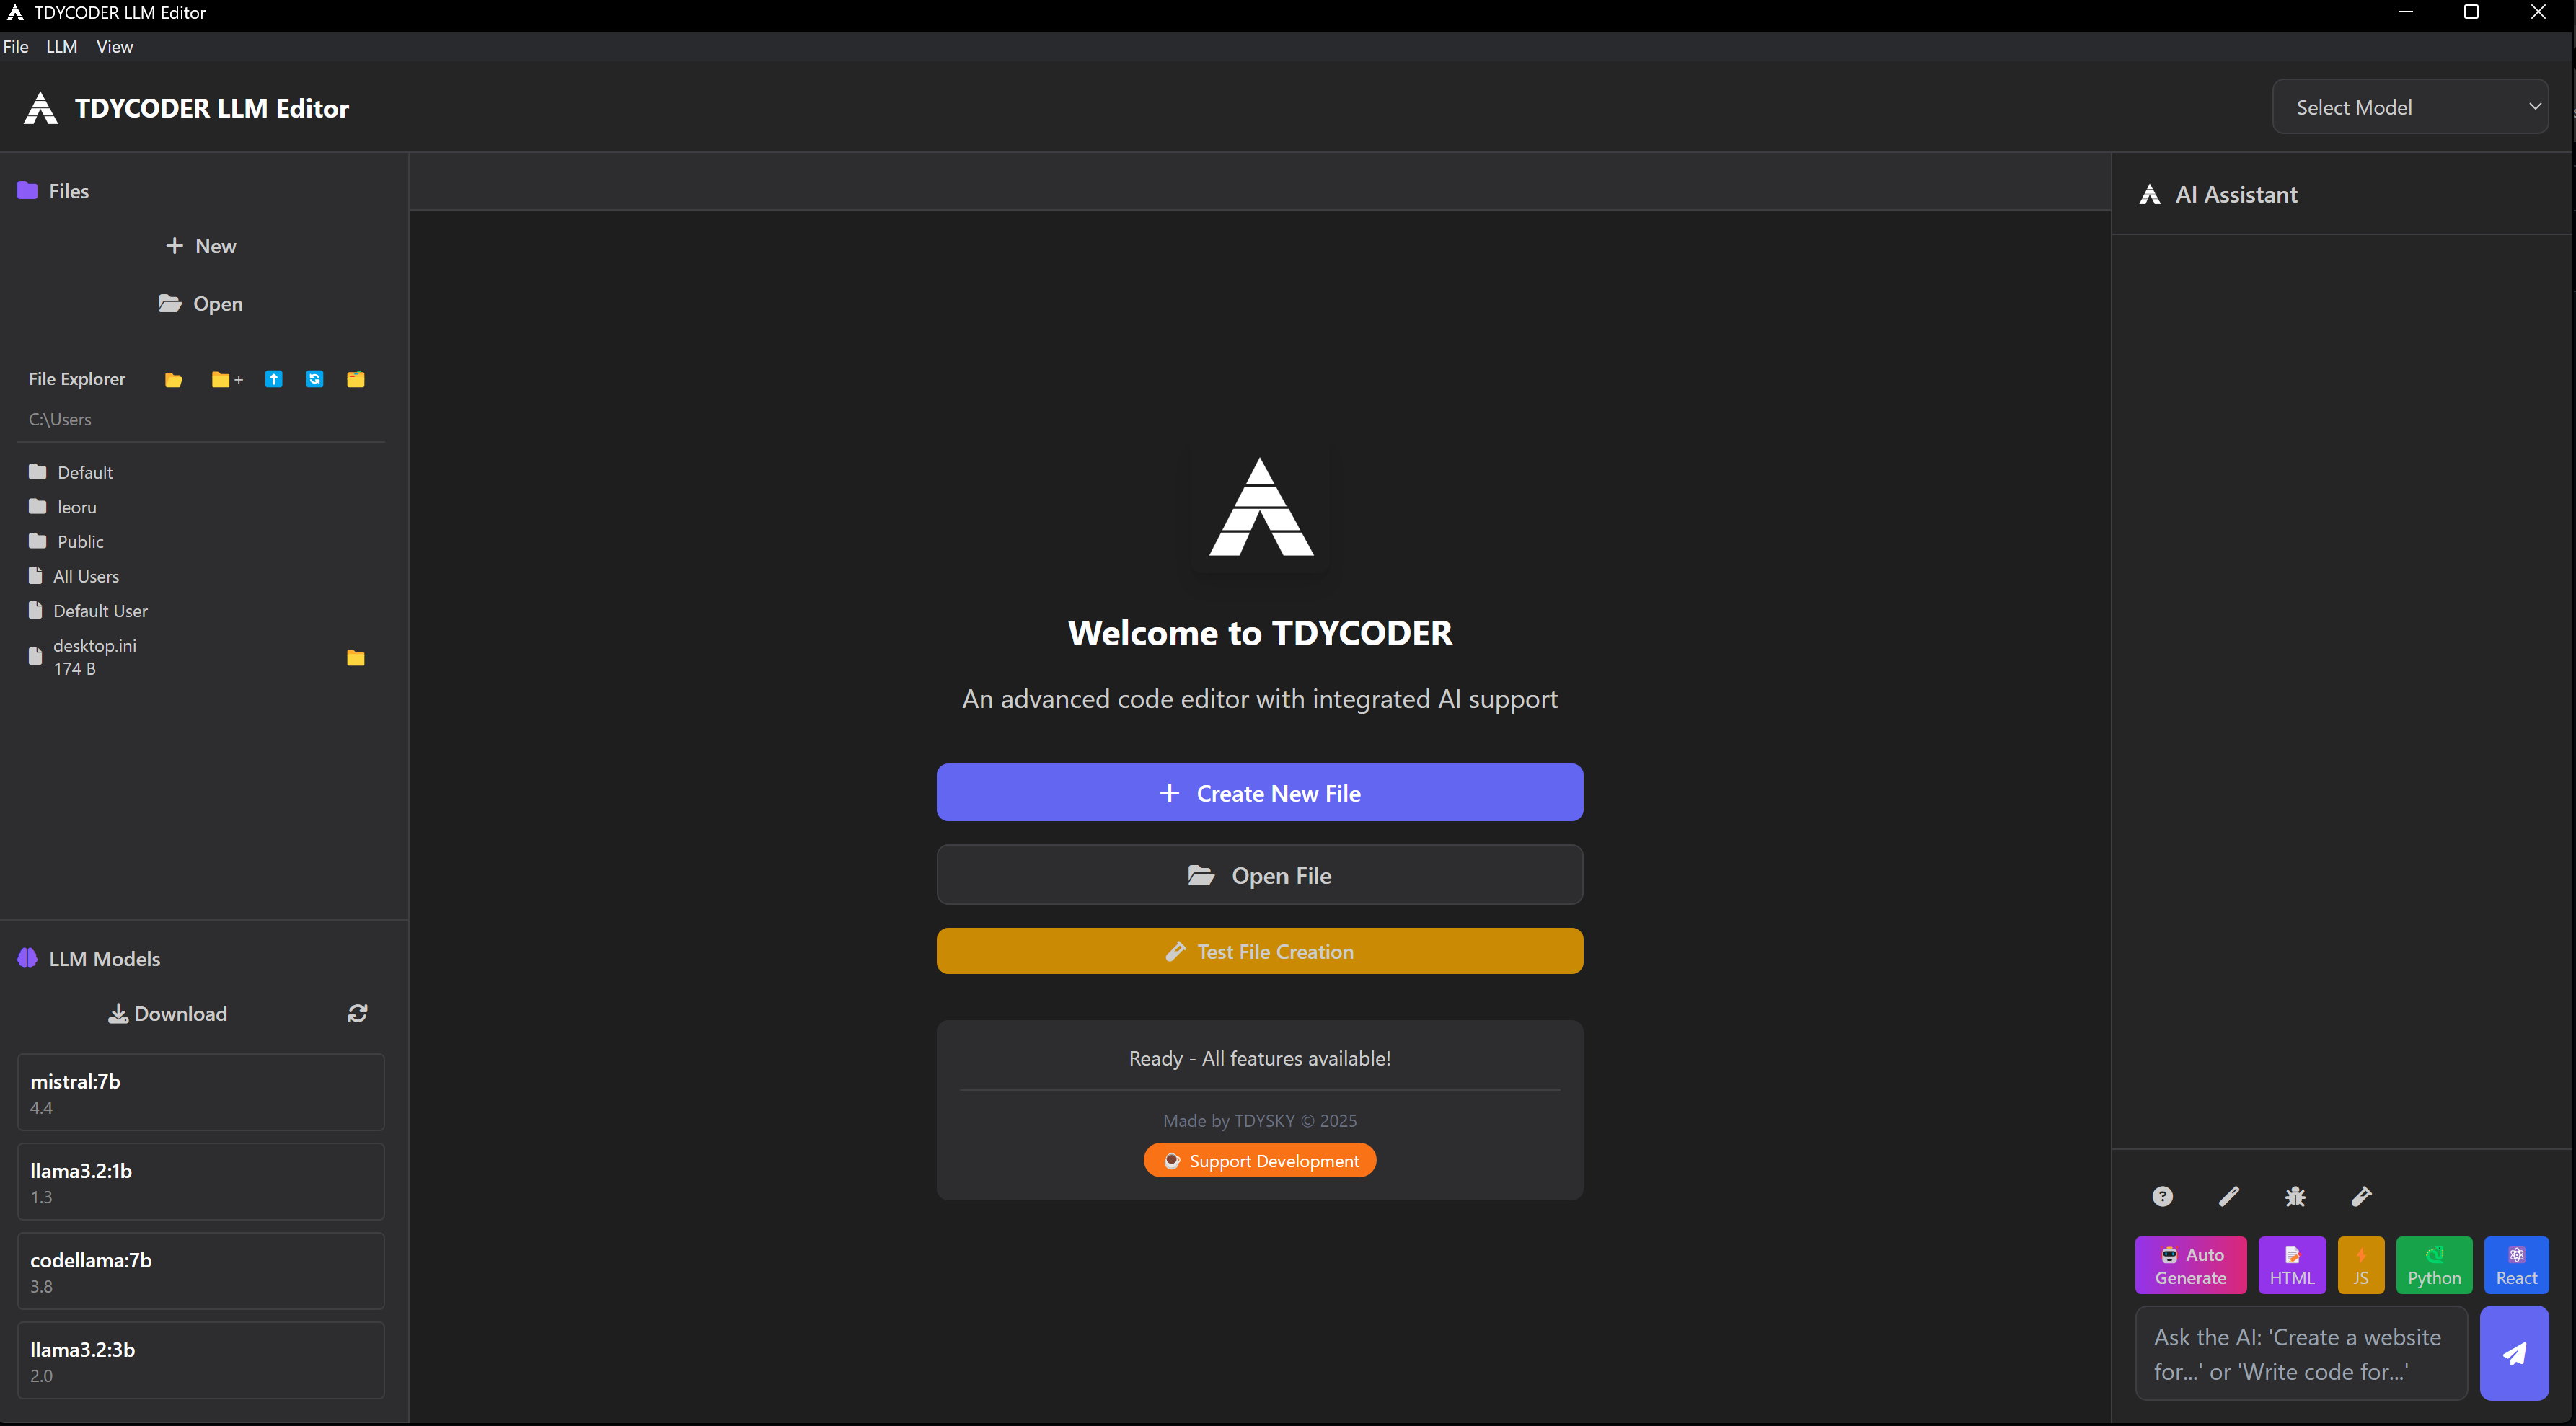 TDYCODER LLM Editor
File LLM View
TDYCODER LLM Editor
Select Model
Files
New
Open
File Explorer
+
C:\Users
Default
leoru
Public
All Users
Default User
desktop.ini
174 B
LLM Models
Download
mistral:7b
4.4
llama3.2:1b
1.3
codellama:7b
3.8
llama3.2:3b
2.0
Welcome to TDYCODER
An advanced code editor with integrated AI support
Create New File
Open File
Test File Creation
Ready - All features available!
Made by TDYSKY © 2025
Support Development
AI Assistant
Auto Generate
HTML
JS
Python
React
Ask the AI: 'Create a website
for...' or 'Write code for...'